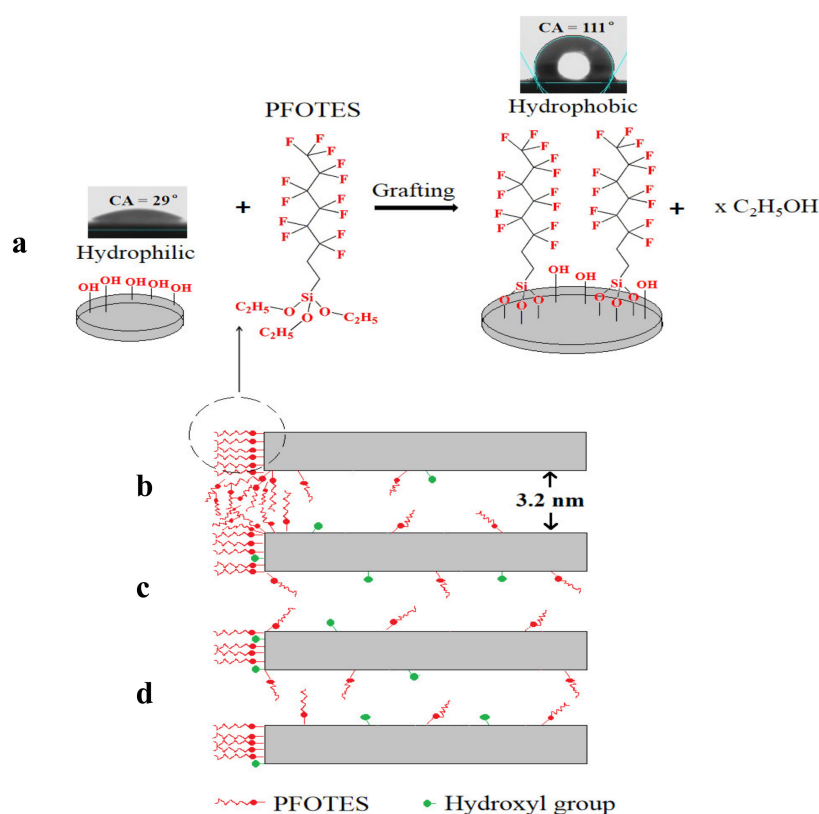 CA = 111°
Hydrophobic
PFOTES
F F F F F F F F F F F F F
Si
C₂H₅ O O O C₂H₅
C₂H₅
CA = 29°
Hydrophilic
OH OH OH OH OH
a
+
Grafting
F F F F F F F F F F F F F
F F F F F F F F F F F F F
OH OH OH
Si Si
O O O O O O
+ x C₂H₅OH
b
3.2 nm
c
d
PFOTES Hydroxyl group